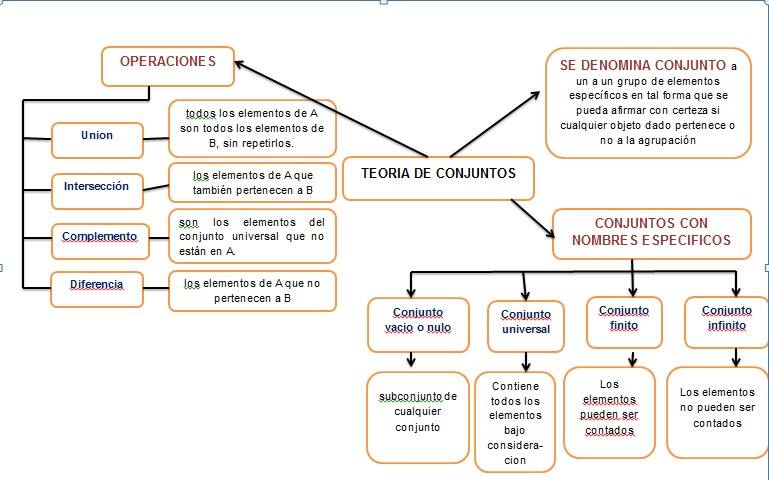 OPERACIONES
Union
todos los elementos de A
son todos los elementos de
B, sin repetirlos.
Intersección
los elementos de A que
también pertenecen a B
Complemento
son los elementos del
conjunto universal que no
están en A.
Diferencia
los elementos de A que no
pertenecen a B
TEORIA DE CONJUNTOS
SE DENOMINA CONJUNTO a
un a un grupo de elementos
específicos en tal forma que se
pueda afirmar con certeza si
cualquier objeto dado pertenece o
no a la agrupación
CONJUNTOS CON
NOMBRES ESPECIFICOS
Conjunto
vacio o nulo
subconjunto de
cualquier
conjunto
Conjunto
universal
Contiene
todos los
elementos
bajo
considera-
cion
Conjunto
finito
Los
elementos
pueden ser
contados
Conjunto
infinito
Los elementos
no pueden ser
contados